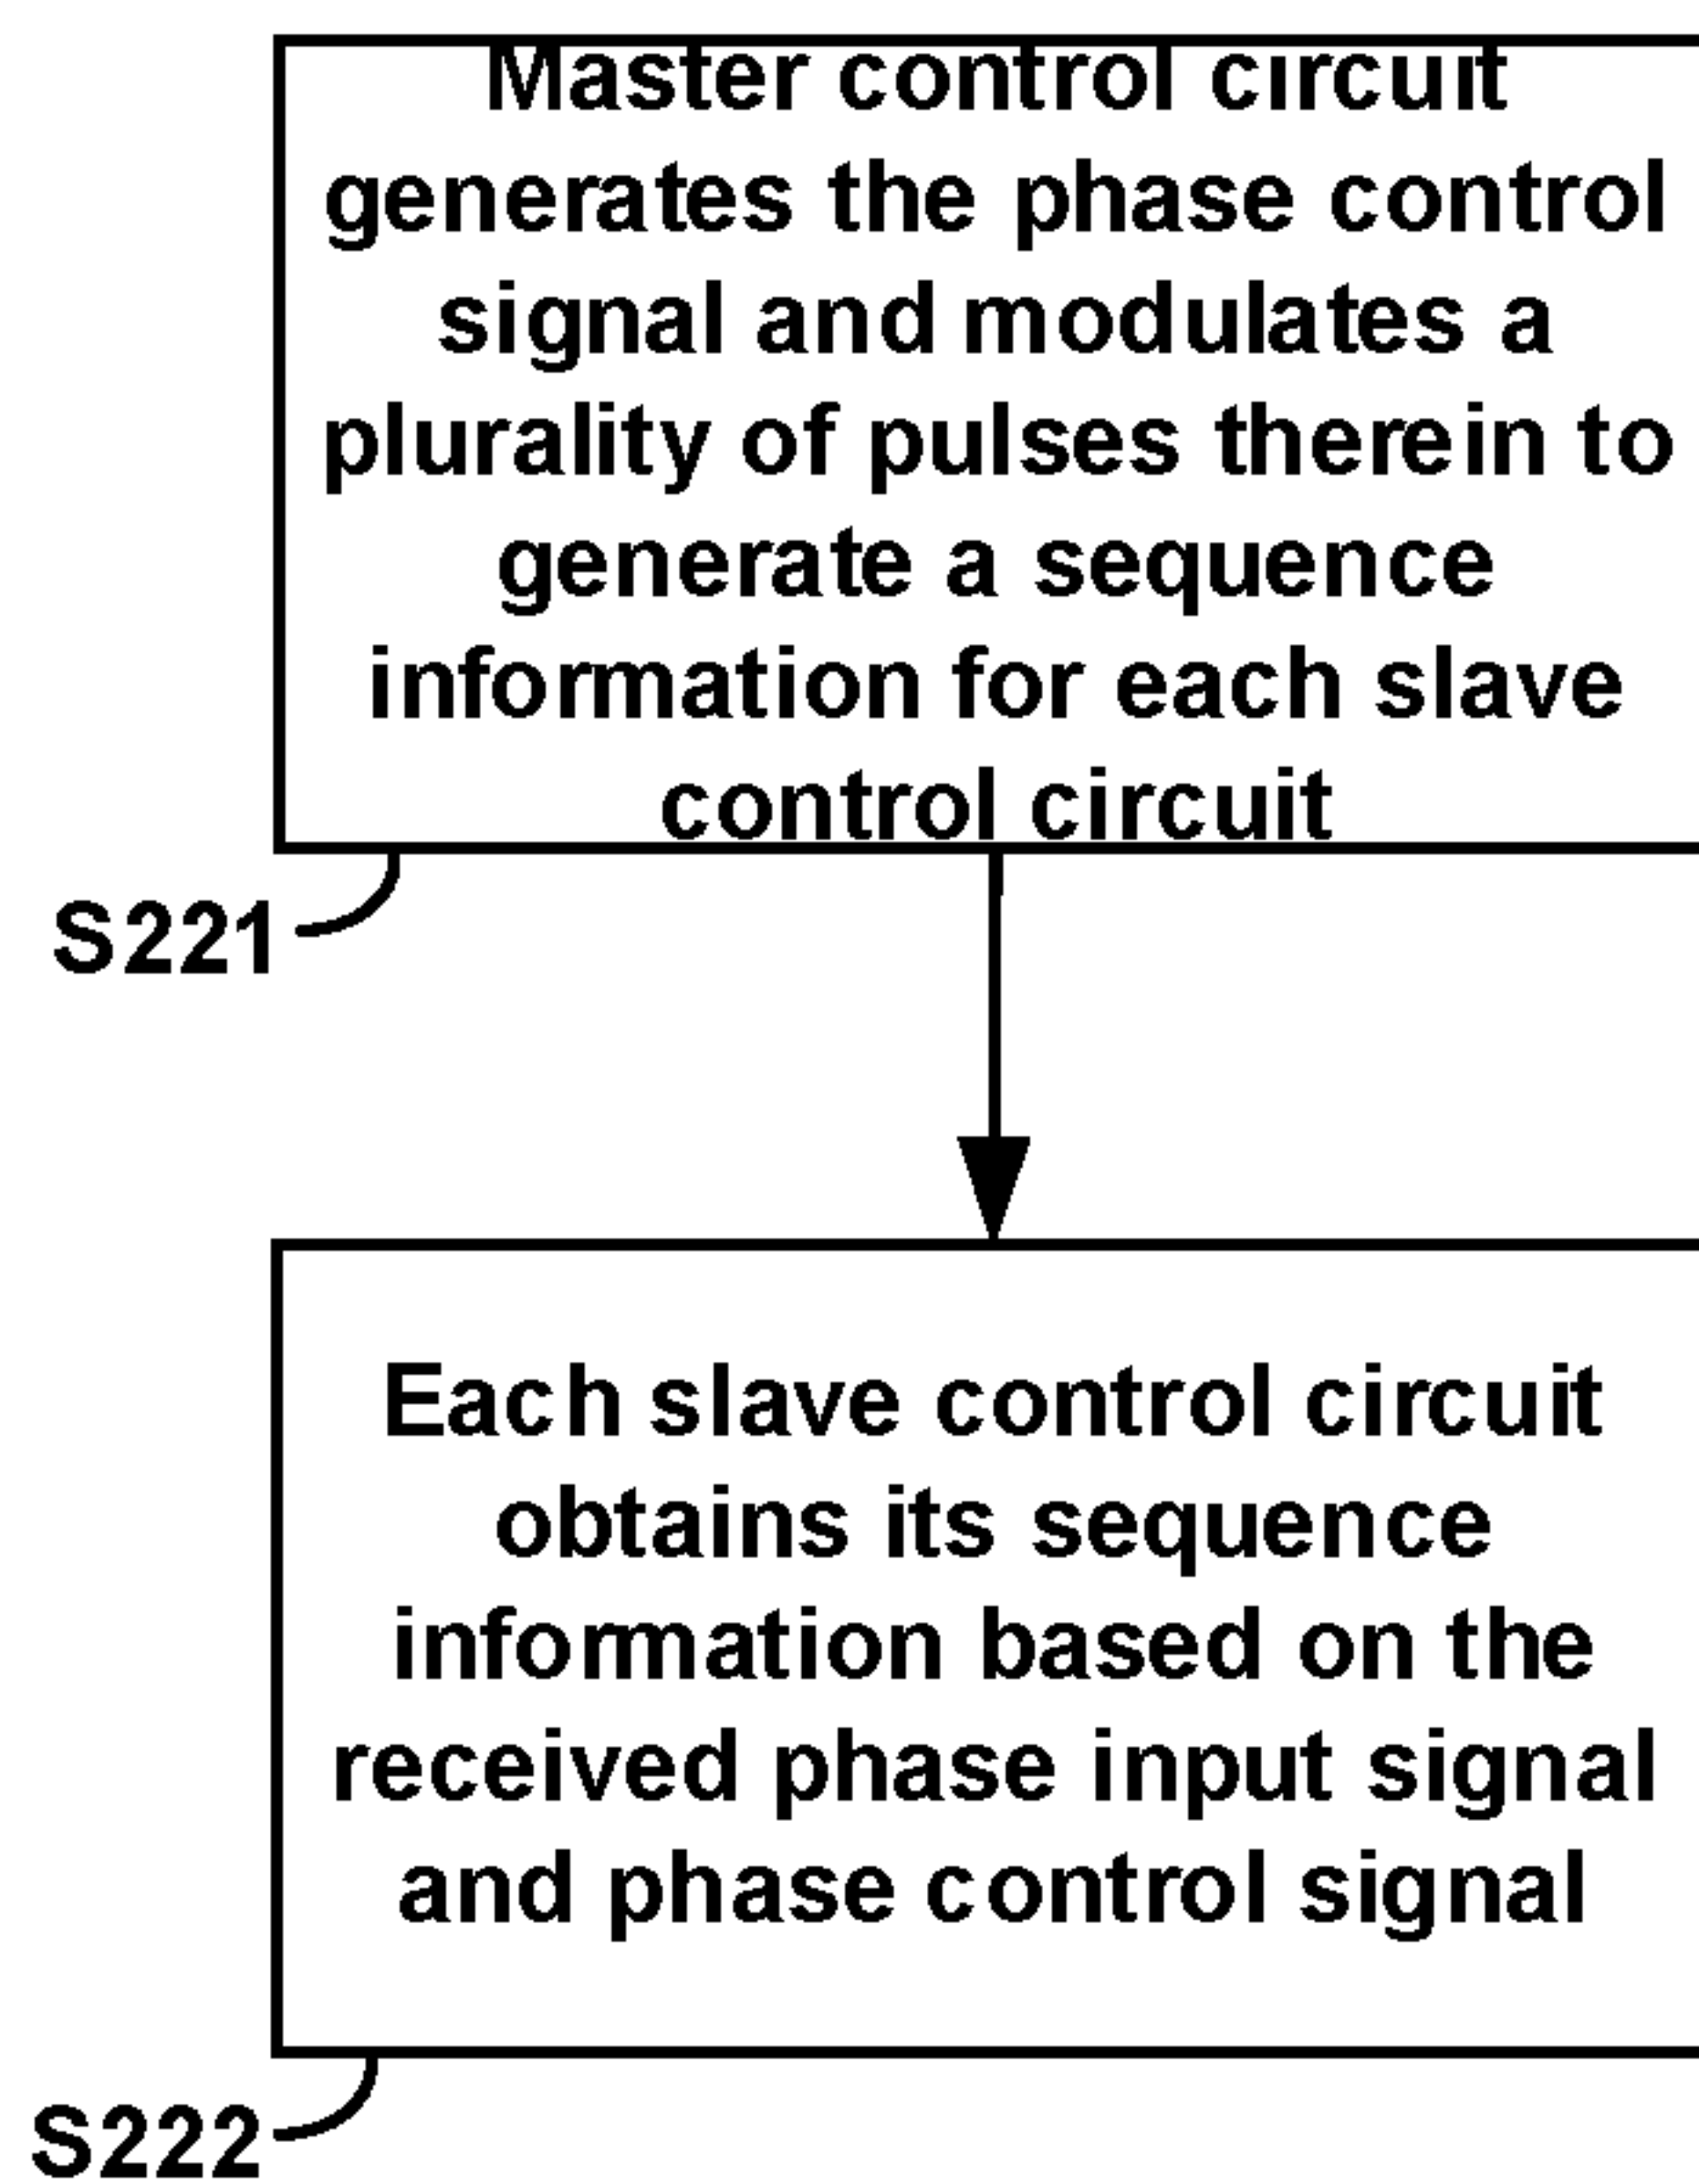 Master control circuit
generates the phase control
signal and modulates a
plurality of pulses therein to
generate a sequence
information for each slave
control circuit
S221
Each slave control circuit
obtains its sequence
information based on the
received phase input signal
and phase control signal
S222